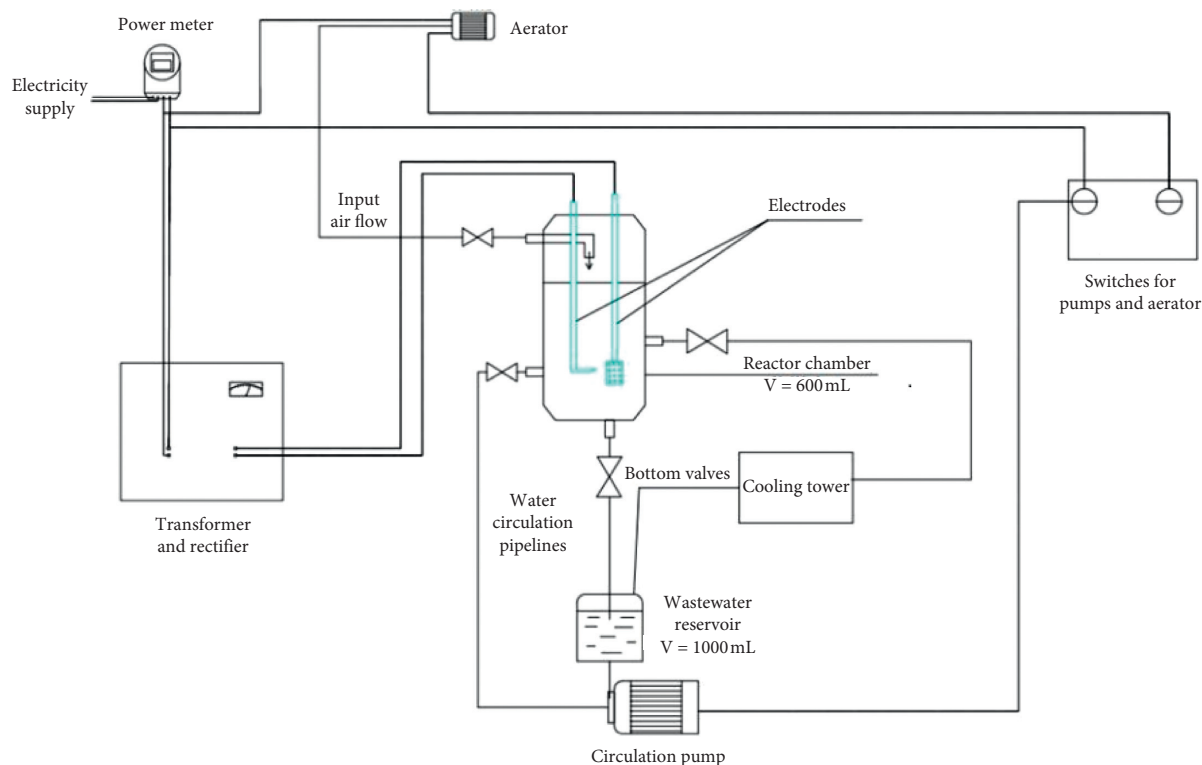 Power meter
Aerator
Electricity
supply
Input
air flow
Electrodes
Switches for
pumps and aerator
Reactor chamber
V = 600 mL
Bottom valves
Cooling tower
Water
circulation
pipelines
Transformer
and rectifier
Wastewater
reservoir
V = 1000 mL
Circulation pump